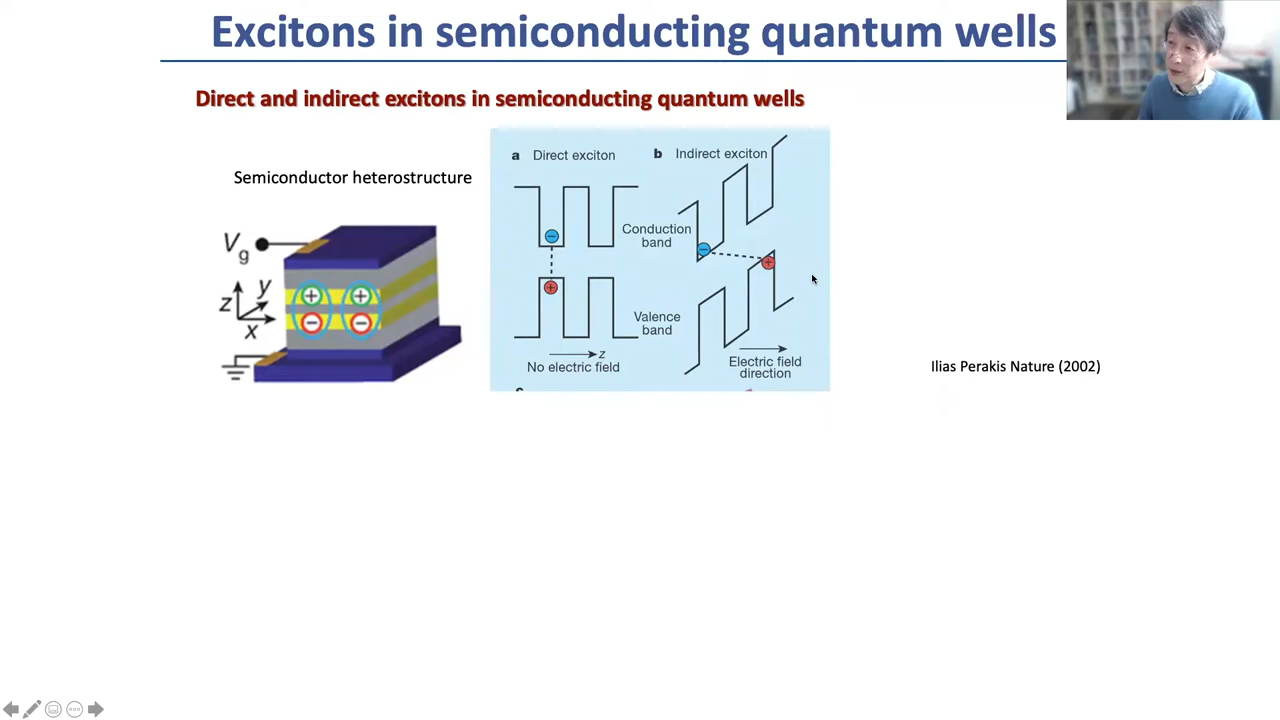 Excitons in semiconducting quantum wells
Direct and indirect excitons in semiconducting quantum wells
Semiconductor heterostructure
Vg
z
y
x
+ +
− −
a Direct exciton
b Indirect exciton
Conduction
band
−
−
+
+
Valence
band
z
No electric field
Electric field
direction
Ilias Perakis Nature (2002)